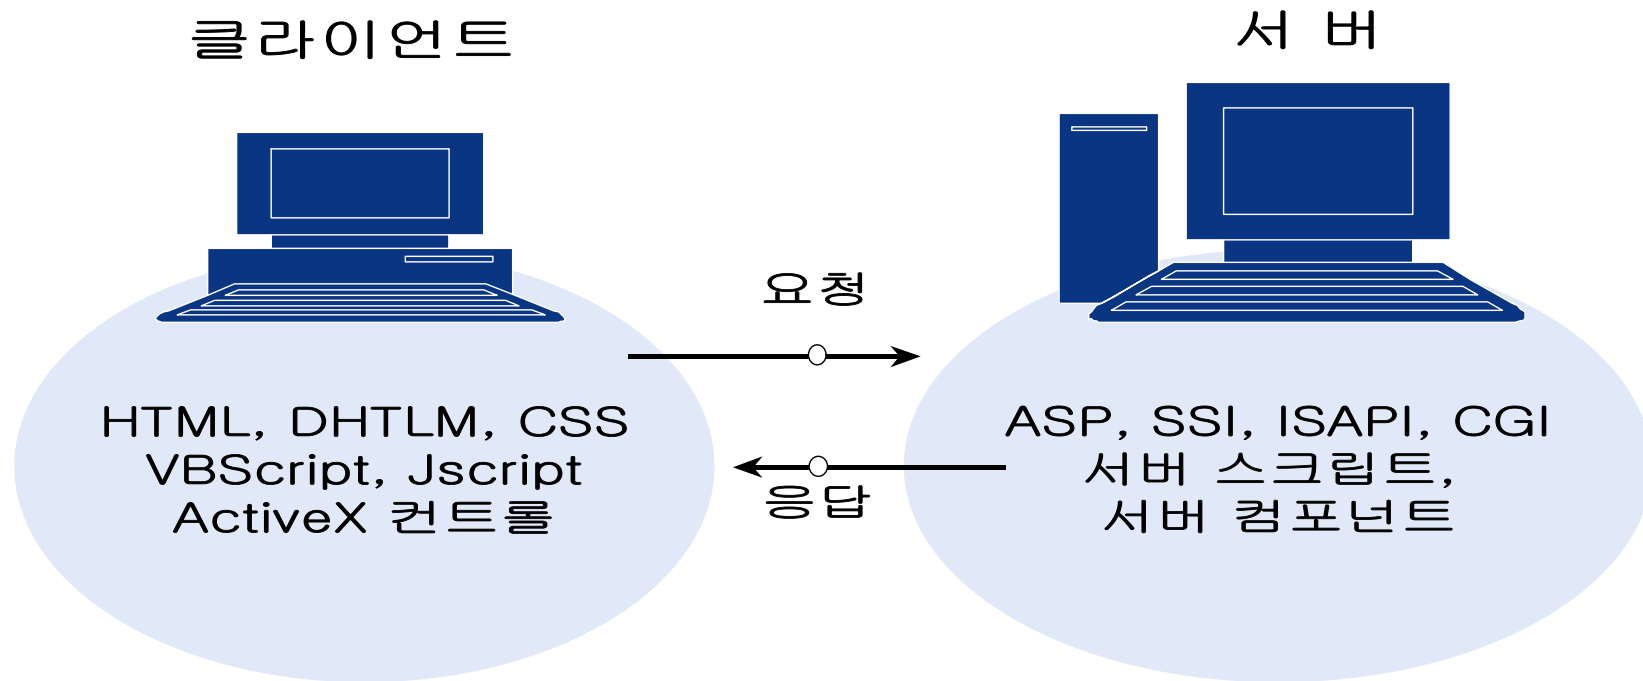 클라이언트
서 버
요청
HTML, DHTLM, CSS
VBScript, Jscript
ActiveX 컨트롤
응답
ASP, SSI, ISAPI, CGI
서버 스크립트,
서버 컴포넌트